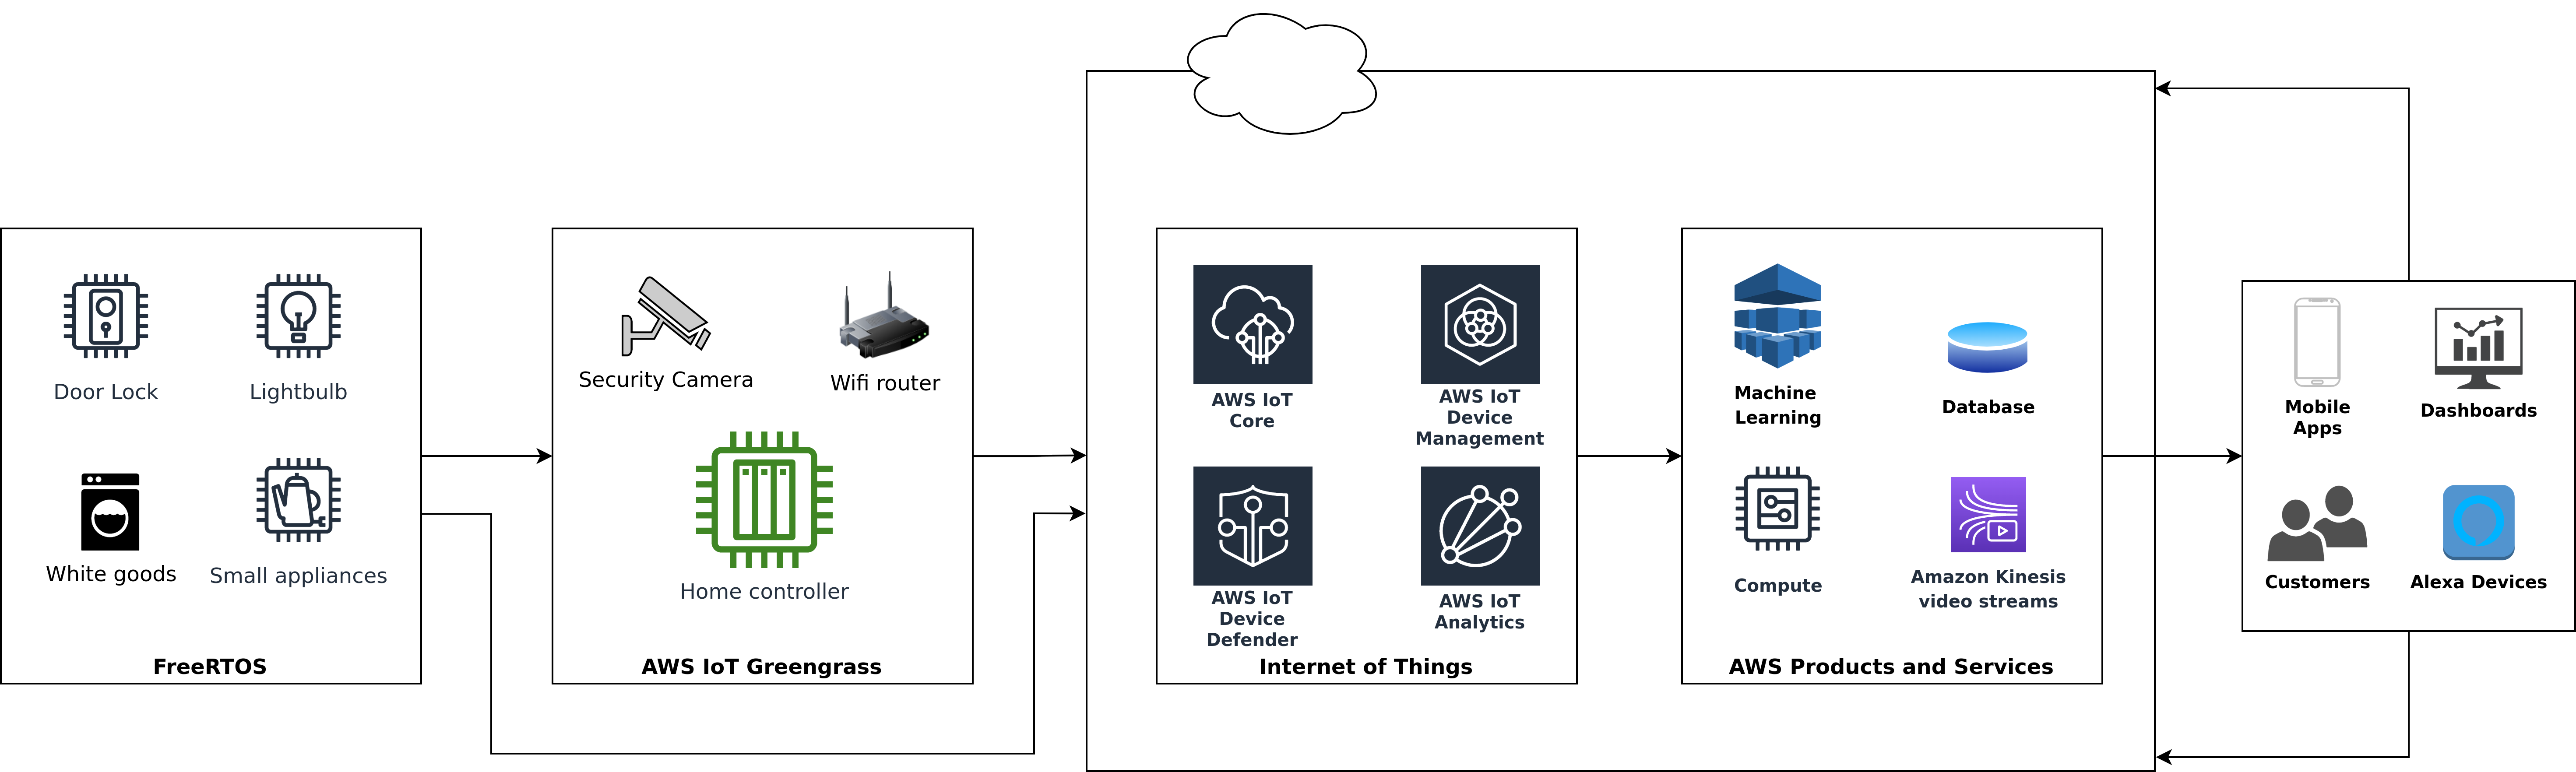 Door Lock
Lightbulb
White goods
Small appliances
FreeRTOS
Security Camera
Wifi router
Home controller
AWS IoT Greengrass
AWS IoT
Core
AWS IoT
Device
Management
AWS IoT
Device
Defender
AWS IoT
Analytics
Internet of Things
Machine
Learning
Database
Compute
Amazon Kinesis
video streams
AWS Products and Services
Mobile
Apps
Dashboards
Customers
Alexa Devices